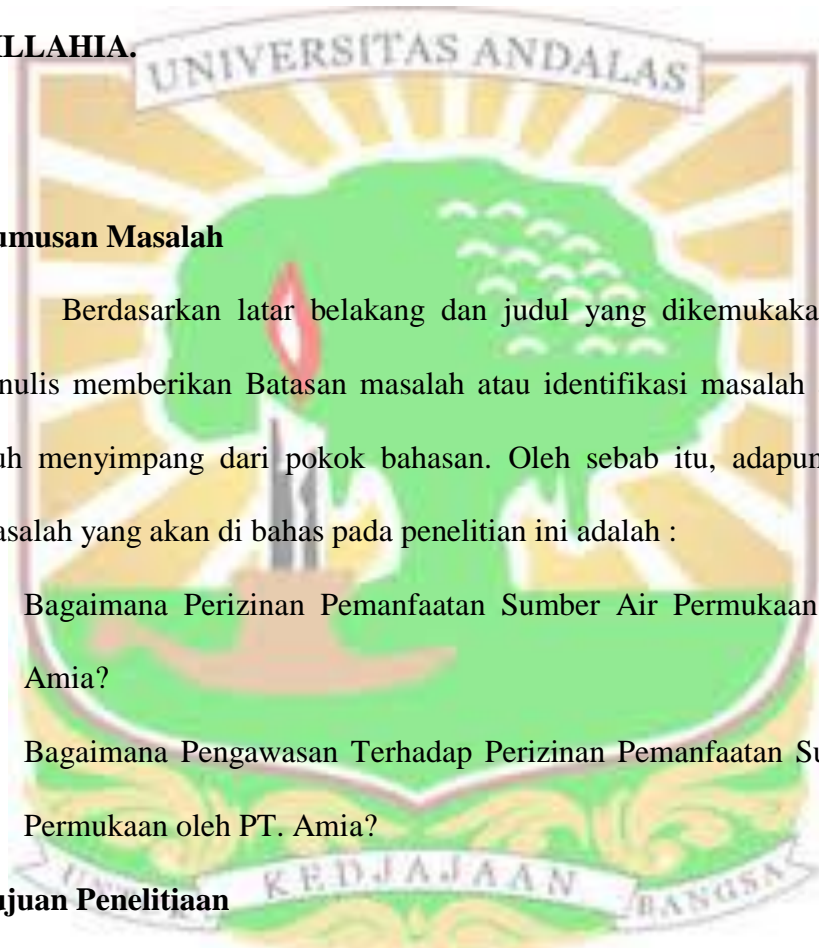 ILLAHIA.
UNIVERSITAS ANDALAS
umusan Masalah
Berdasarkan latar belakang dan judul yang dikemukaka
nulis memberikan Batasan masalah atau identifikasi masalah
uh menyimpang dari pokok bahasan. Oleh sebab itu, adapun
asalah yang akan di bahas pada penelitian ini adalah :
Bagaimana Perizinan Pemanfaatan Sumber Air Permukaan
Amia?
Bagaimana Pengawasan Terhadap Perizinan Pemanfaatan Su
Permukaan oleh PT. Amia?
KEDJAJAAN BANGSA
ujuan Penelitiaan